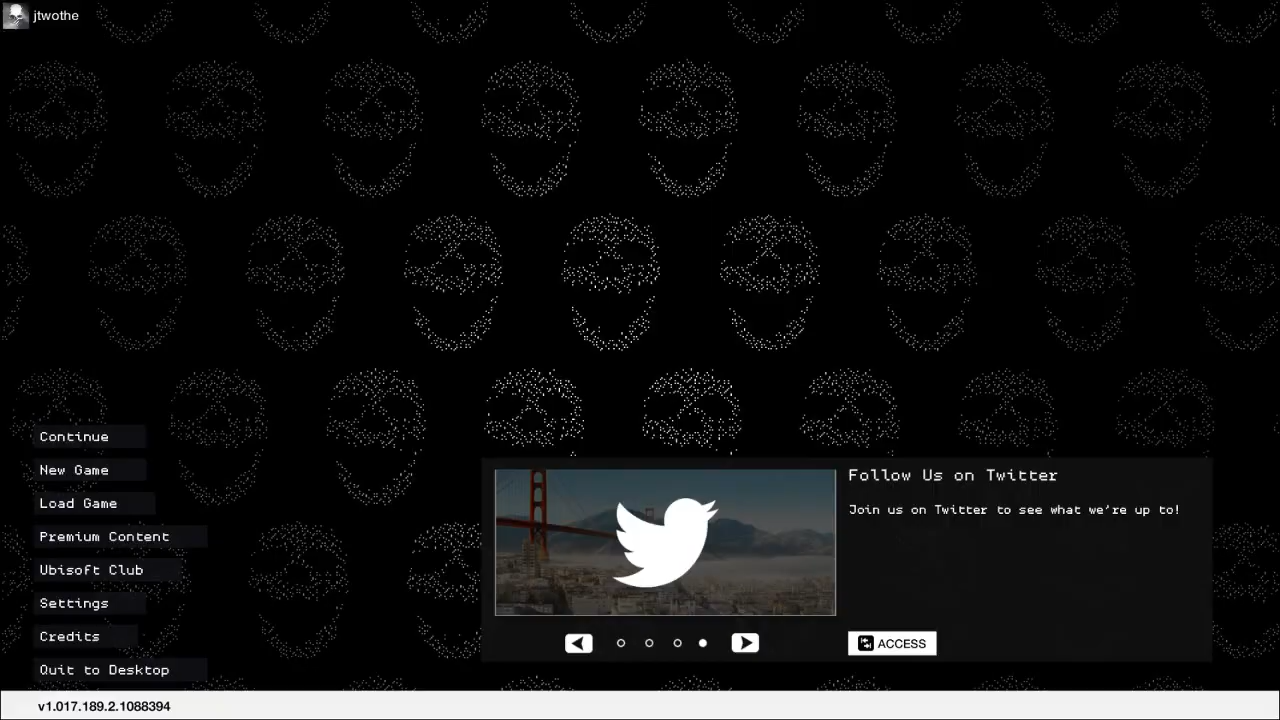 jtwothe
Continue
New Game
Load Game
Premium Content
Ubisoft Club
Settings
Credits
Quit to Desktop
Follow Us on Twitter
Join us on Twitter to see what we're up to!
ACCESS
v1.017.189.2.1088394